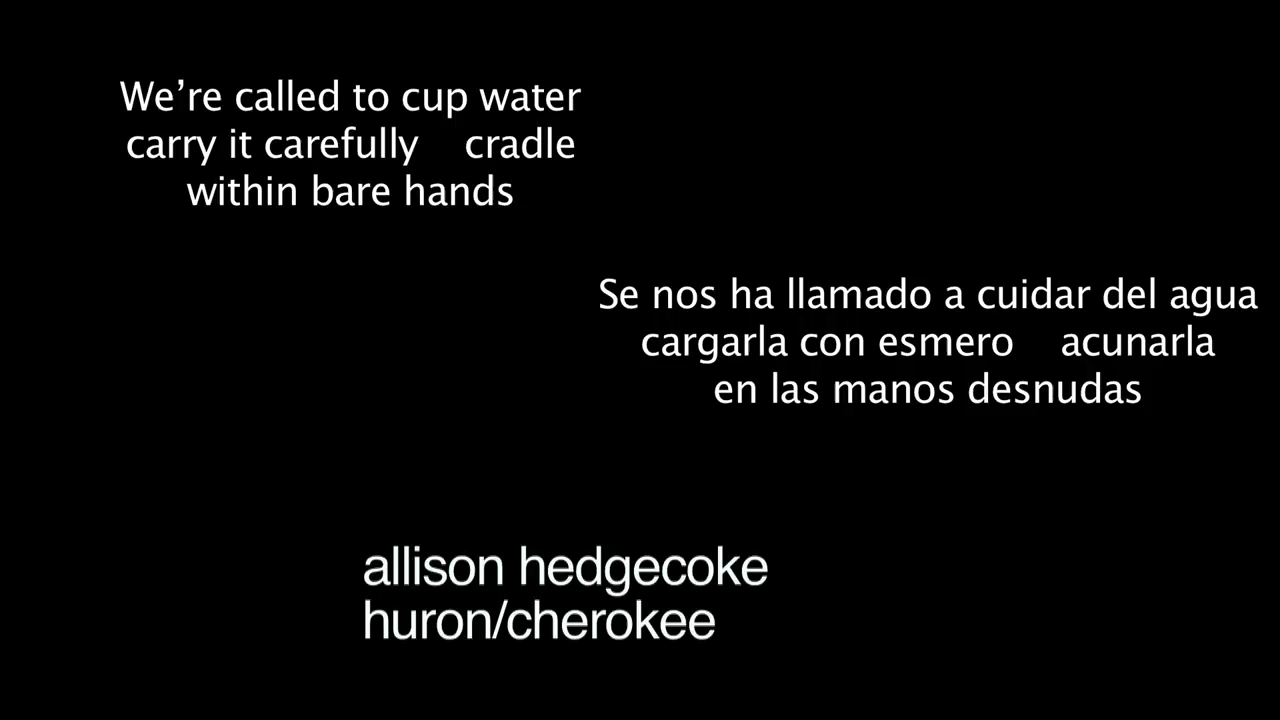 We’re called to cup water
carry it carefully    cradle
within bare hands
Se nos ha llamado a cuidar del agua
cargarla con esmero    acunarla
en las manos desnudas
allison hedgecoke
huron/cherokee